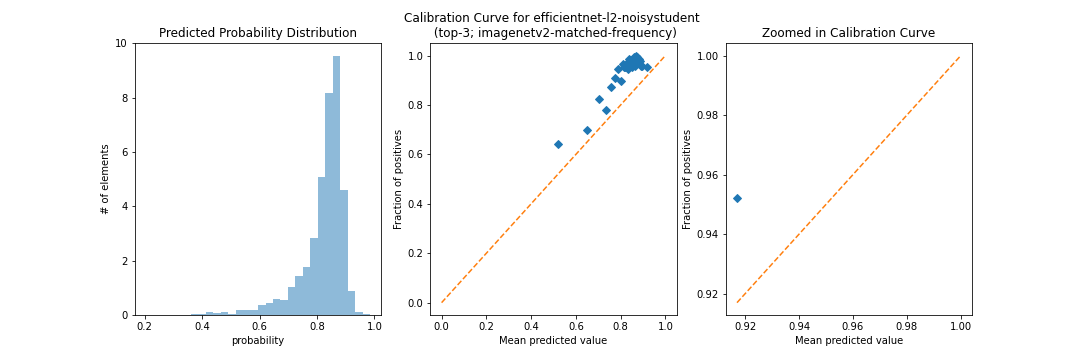 Predicted Probability Distribution
10
8
6
4
2
0
# of elements
0.2 0.4 0.6 0.8 1.0
probability
Calibration Curve for efficientnet-l2-noisystudent
(top-3; imagenetv2-matched-frequency)
1.0
0.8
0.6
0.4
0.2
0.0
Fraction of positives
0.0 0.2 0.4 0.6 0.8 1.0
Mean predicted value
Zoomed in Calibration Curve
1.00
0.98
0.96
0.94
0.92
Fraction of positives
0.92 0.94 0.96 0.98 1.00
Mean predicted value